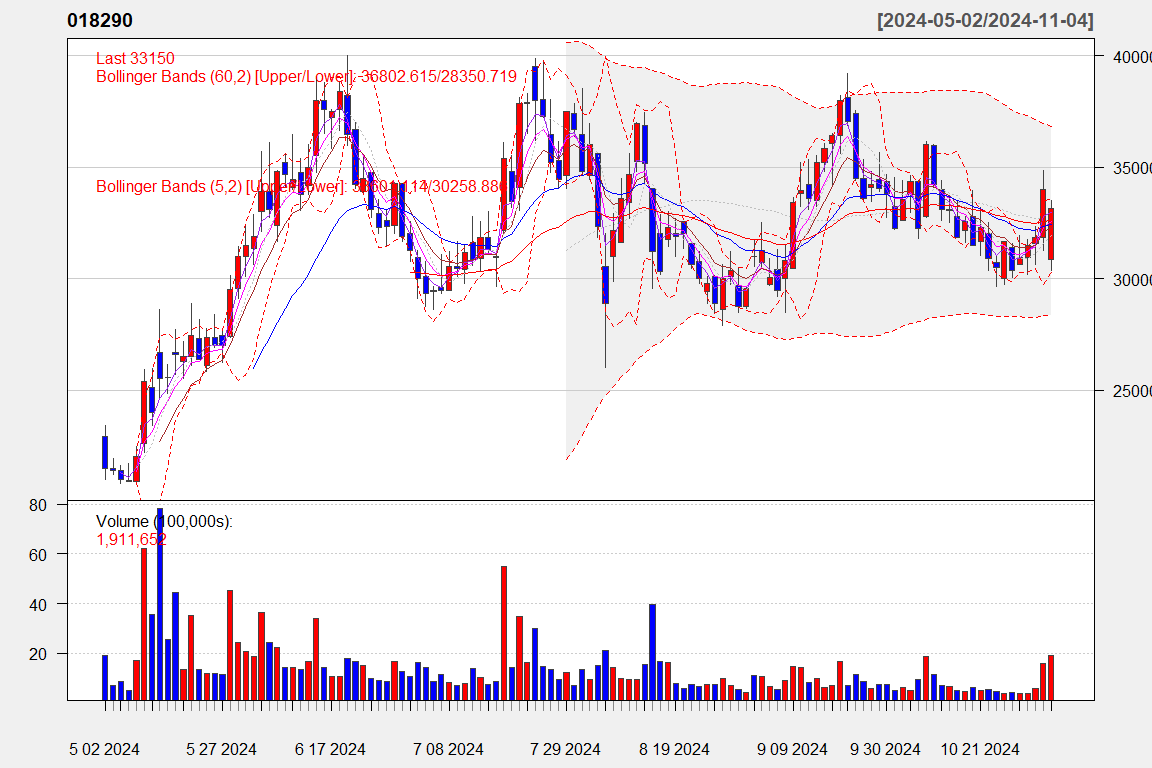 018290 [2024-05-02/2024-11-04]
Last 33150
Bollinger Bands (60,2) [Upper/Lower]: 36802.615/28350.719
Bollinger Bands (5,2) [Upper/Lower]: /30258.886
40000
35000
30000
25000
Volume (100,000s):
1,911,652
80
60
40
20
5 02 2024 5 27 2024 6 17 2024 7 08 2024 7 29 2024 8 19 2024 9 09 2024 9 30 2024 10 21 2024